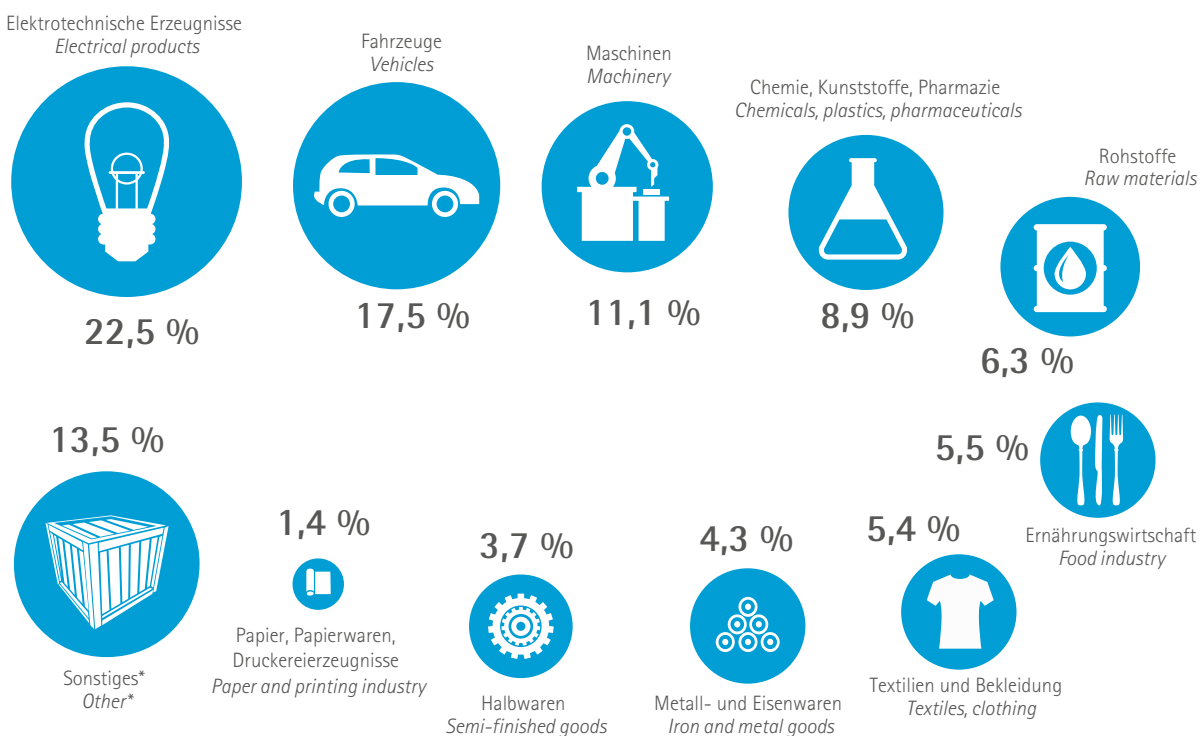 Elektrotechnische Erzeugnisse
Electrical products
22,5 %
Fahrzeuge
Vehicles
17,5 %
Maschinen
Machinery
11,1 %
Chemie, Kunststoffe, Pharmazie
Chemicals, plastics, pharmaceuticals
8,9 %
Rohstoffe
Raw materials
6,3 %
13,5 %
Sonstiges*
Other*
1,4 %
Papier, Papierwaren,
Druckereierzeugnisse
Paper and printing industry
3,7 %
Halbwaren
Semi-finished goods
4,3 %
Metall- und Eisenwaren
Iron and metal goods
5,4 %
Textilien und Bekleidung
Textiles, clothing
5,5 %
Ernährungswirtschaft
Food industry